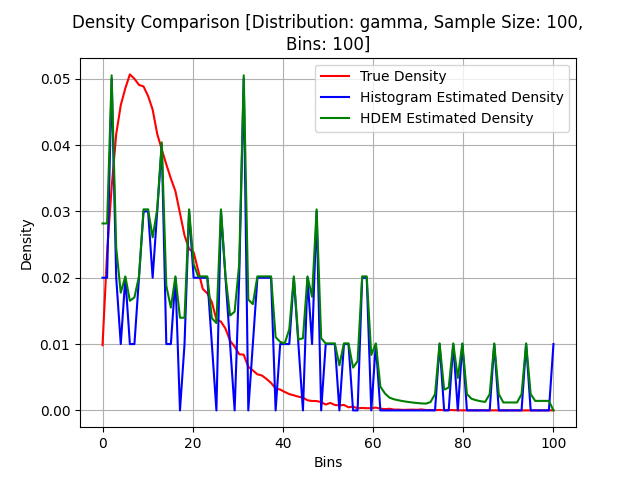 Density Comparison [Distribution: gamma, Sample Size: 100,
Bins: 100]
True Density
Histogram Estimated Density
HDEM Estimated Density
Density
0.05
0.04
0.03
0.02
0.01
0.00
0 20 40 60 80 100
Bins